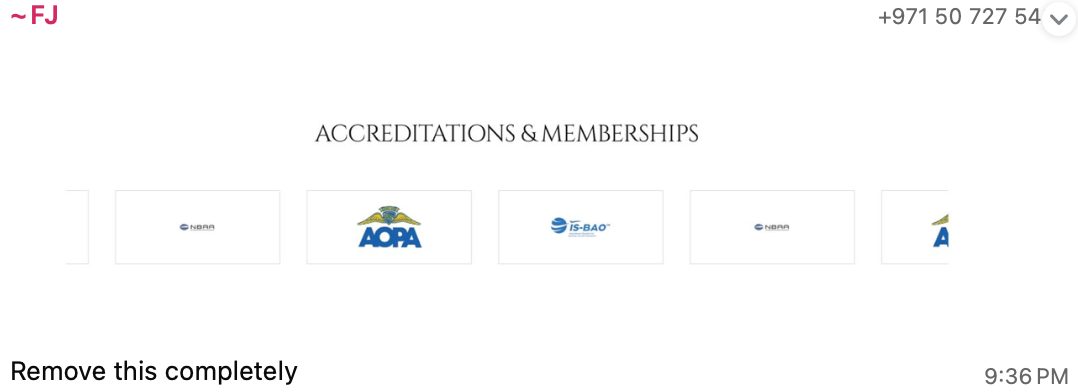 ~FJ
+971 50 727 54
ACCREDITATIONS & MEMBERSHIPS
NBAA
AOPA
IS-BAO
NBAA
A
Remove this completely
9:36 PM